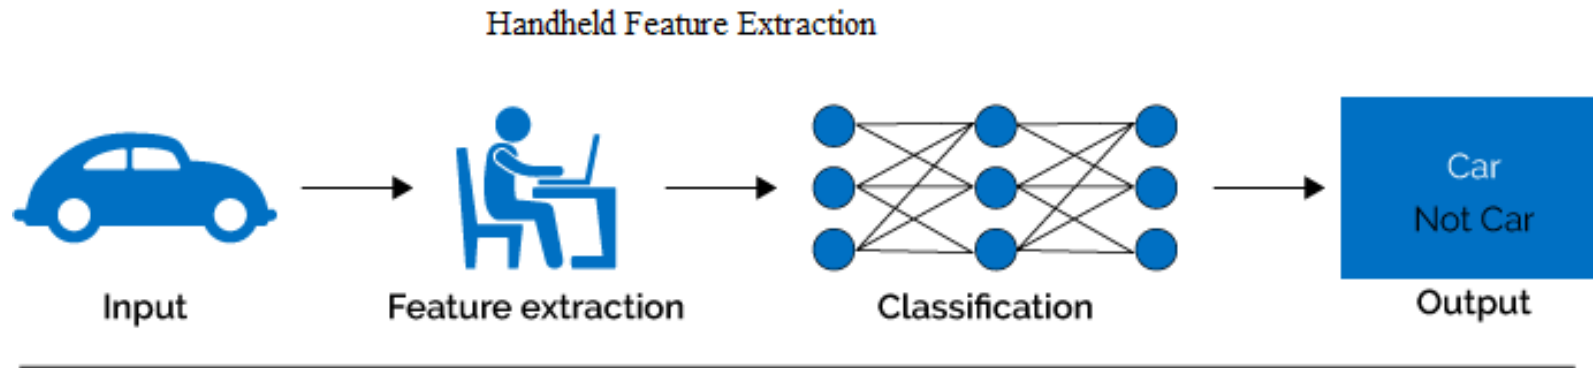 Handheld Feature Extraction
Car
Not Car
Input
Feature extraction
Classification
Output